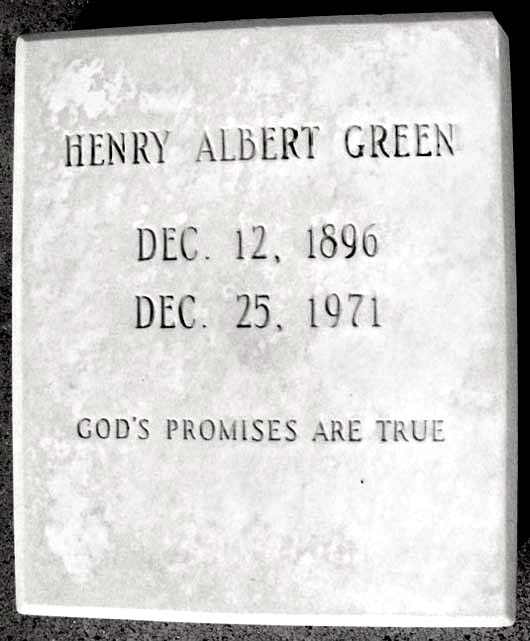 HENRY ALBERT GREEN
DEC. 12, 1896
DEC. 25, 1971
GOD'S PROMISES ARE TRUE